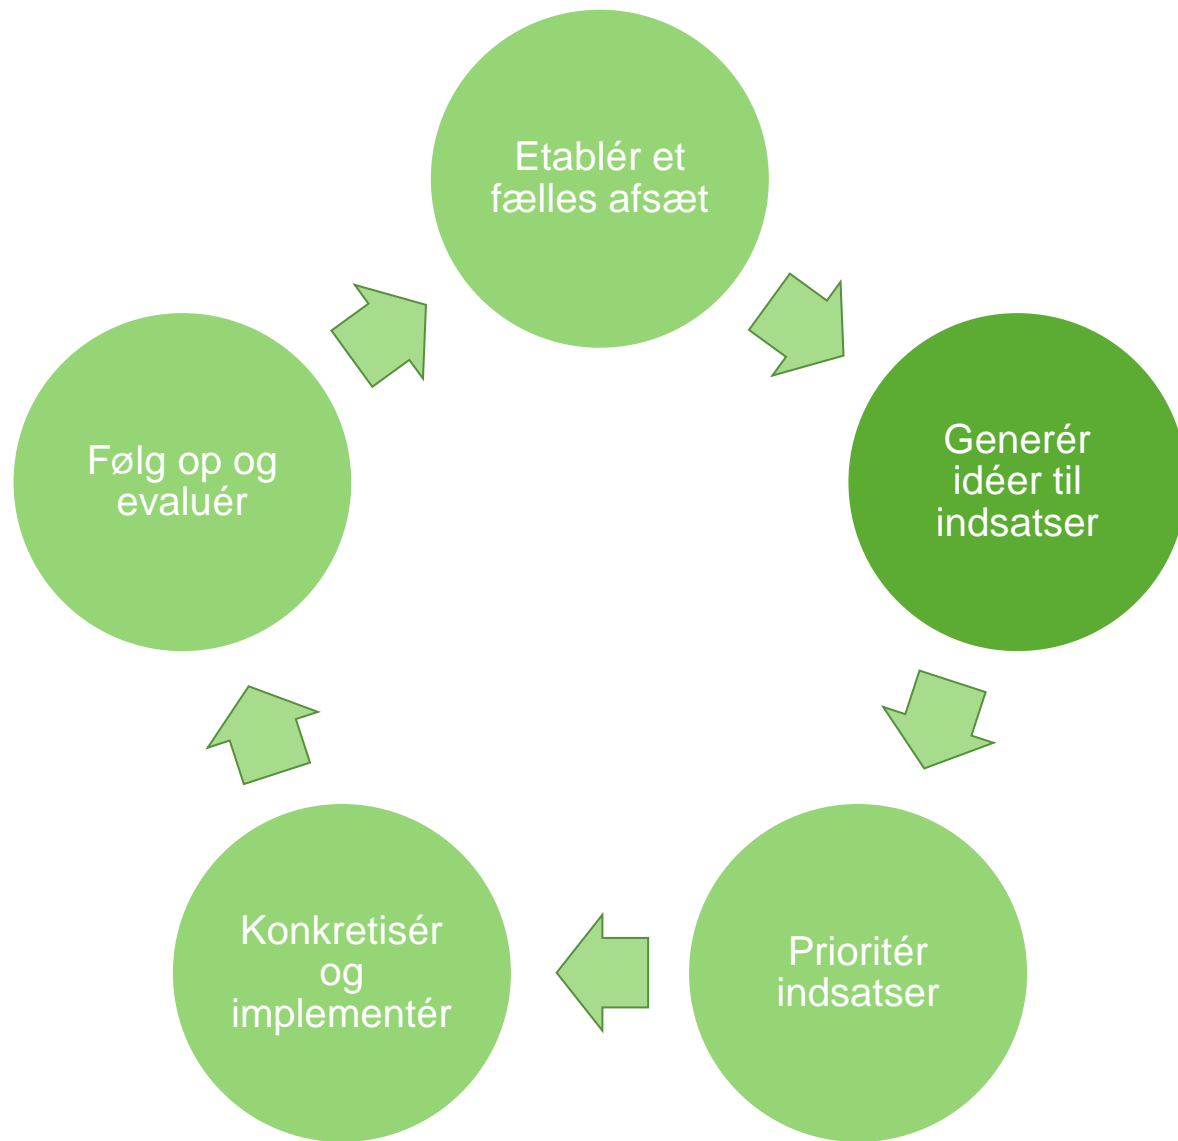 Etablér et
fælles afsæt
Generér
idéer til
indsatser
Prioritér
indsatser
Konkretisér
og
implementér
Følg op og
evaluér